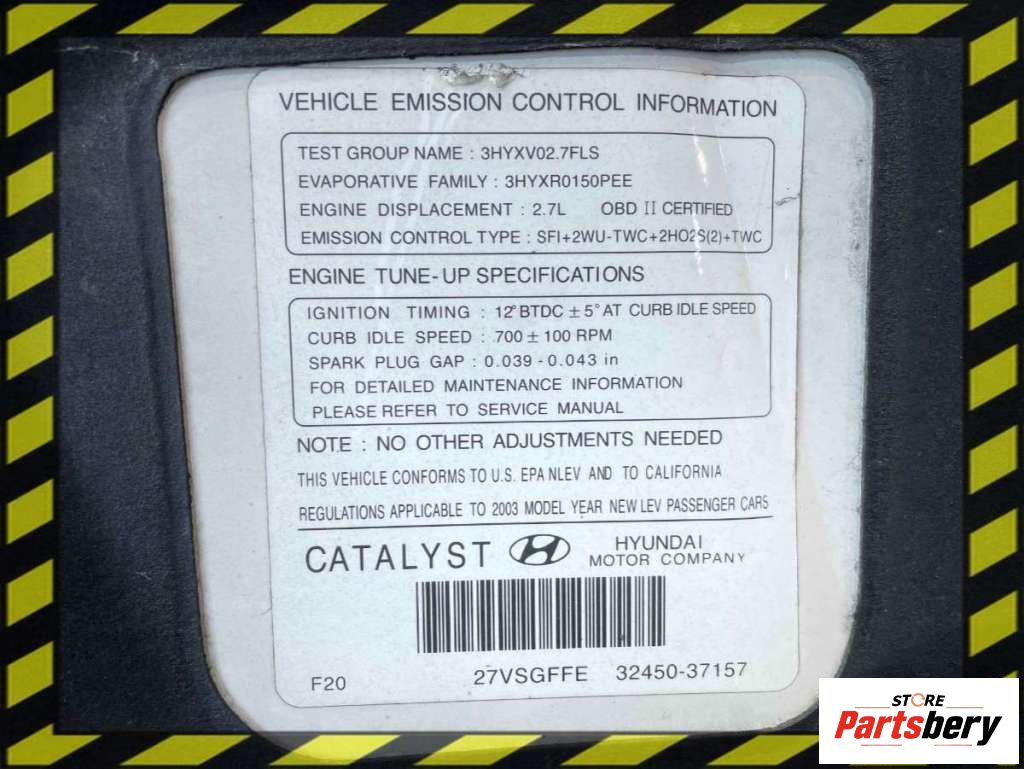 VEHICLE EMISSION CONTROL INFORMATION
TEST GROUP NAME : 3HYXV02.7FLS
EVAPORATIVE FAMILY : 3HYXR0150PEE
ENGINE DISPLACEMENT : 2.7L OBD II CERTIFIED
EMISSION CONTROL TYPE : SFI+2WU-TWC+2HO2S(2)+TWC
ENGINE TUNE-UP SPECIFICATIONS
IGNITION TIMING : 12°BTDC ± 5° AT CURB IDLE SPEED
CURB IDLE SPEED : 700 ± 100 RPM
SPARK PLUG GAP : 0.039 - 0.043 in
FOR DETAILED MAINTENANCE INFORMATION
PLEASE REFER TO SERVICE MANUAL
NOTE : NO OTHER ADJUSTMENTS NEEDED
THIS VEHICLE CONFORMS TO U.S. EPA NLEV AND TO CALIFORNIA
REGULATIONS APPLICABLE TO 2003 MODEL YEAR NEW LEV PASSENGER CARS
CATALYST HYUNDAI
MOTOR COMPANY
F20 27VSGFFE 32450-37157
STORE
Partsbery